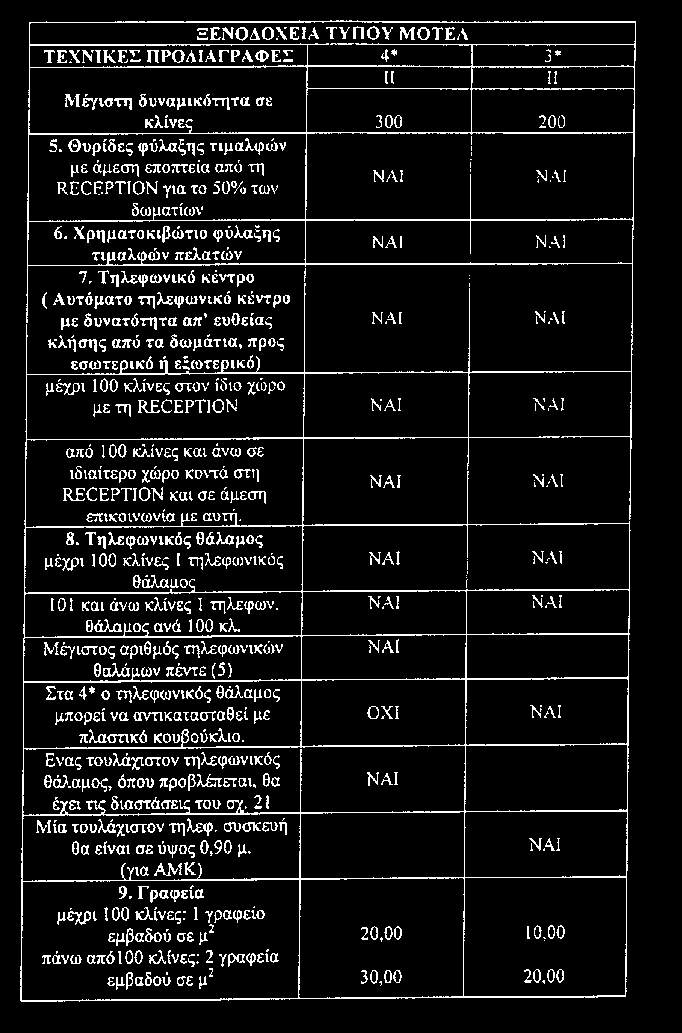 ΞΕΝΟΔΟΧΕΙΑ ΤΥΠΟΥ ΜΟΤΕΛ
ΤΕΧΝΙΚΕΣ ΠΡΟΔΙΑΓΡΑΦΕΣ 4* 3*
II II
Μέγιστη δυναμικότητα σε
κλίνες 300 200
5. Θυρίδες φύλαξης τιμαλφών
με άμεση εποπτεία από τη
RECEPTION για το 50% των
δωματίων
ΝΑΙ ΝΑΙ
6. Χρηματοκιβώτιο φύλαξης
τιμαλφών πελατών
ΝΑΙ ΝΑΙ
7. Τηλεφωνικό κέντρο
( Αυτόματο τηλεφωνικό κέντρο
με δυνατότητα απ' ευθείας
κλήσης από τα δωμάτια, προς
εσωτερικό ή εξωτερικό)
ΝΑΙ ΝΑΙ
μέχρι 100 κλίνες στον ίδιο χώρο
με τη RECEPTION ΝΑΙ ΝΑΙ
από 100 κλίνες και άνω σε
ιδιαίτερο χώρο κοντά στη
RECEPTION και σε άμεση
επικοινωνία με αυτή.
ΝΑΙ ΝΑΙ
8. Τηλεφωνικός θάλαμος
μέχρι 100 κλίνες 1 τηλεφωνικός
θάλαμος
ΝΑΙ ΝΑΙ
101 και άνω κλίνες 1 τηλεφων. ΝΑΙ ΝΑΙ
θάλαμος ανά 100 κλ.
Μέγιστος αριθμός τηλεφωνικών ΝΑΙ
θαλάμων πέντε (5)
Στα 4* ο τηλεφωνικός θάλαμος
μπορεί να αντικατασταθεί με
πλαστικό κουβούκλιο.
ΟΧΙ ΝΑΙ
Ενας τουλάχιστον τηλεφωνικός
θάλαμος, όπου προβλέπεται, θα
έχει τις διαστάσεις του σχ. 21
ΝΑΙ
Μία τουλάχιστον τηλεφ. συσκευή
θα είναι σε ύψος 0,90 μ.
(για ΑΜΚ)
ΝΑΙ
9. Γραφεία
μέχρι 100 κλίνες: 1 γραφείο
εμβαδού σε μ² 20,00 10,00
πάνω από100 κλίνες: 2 γραφεία
εμβαδού σε μ² 30,00 20,00